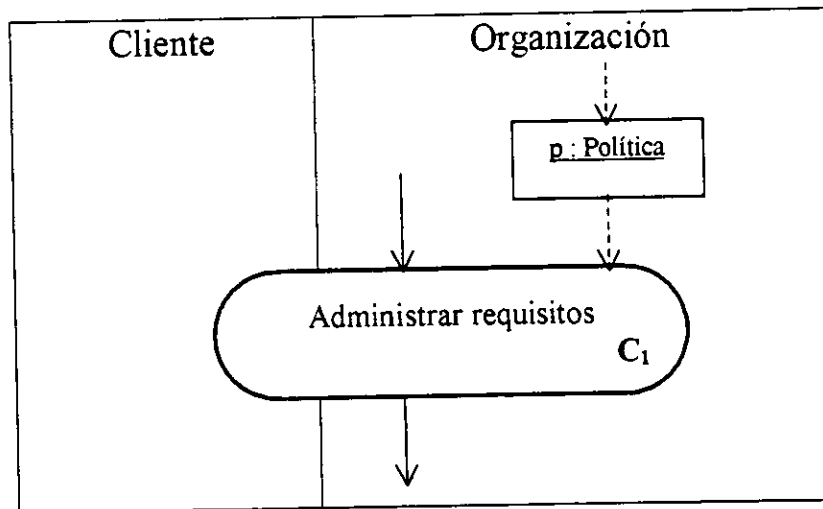 Cliente
Organización
p : Política
Administrar requisitos
C₁